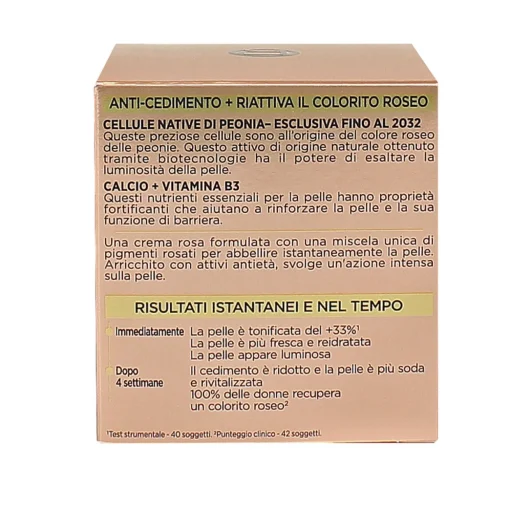 ANTI-CEDIMENTO + RIATTIVA IL COLORITO ROSEO
CELLULE NATIVE DI PEONIA– ESCLUSIVA FINO AL 2032
Queste preziose cellule sono all'origine del colore roseo
delle peonie. Questo attivo di origine naturale ottenuto
tramite biotecnologie ha il potere di esaltare la
luminosità della pelle.
CALCIO + VITAMINA B3
Questi nutrienti essenziali per la pelle hanno proprietà
fortificanti che aiutano a rinforzare la pelle e la sua
funzione di barriera.
Una crema rosa formulata con una miscela unica di
pigmenti rosati per abbellire istantaneamente la pelle.
Arricchito con attivi antietà, svolge un'azione intensa
sulla pelle.
RISULTATI ISTANTANEI E NEL TEMPO
Immediatamente La pelle è tonificata del +33%¹
La pelle è più fresca e reidratata
La pelle appare luminosa
Dopo Il cedimento è ridotto e la pelle è più soda
4 settimane e rivitalizzata
100% delle donne recupera
un colorito roseo²
¹Test strumentale - 40 soggetti. ²Punteggio clinico - 42 soggetti.